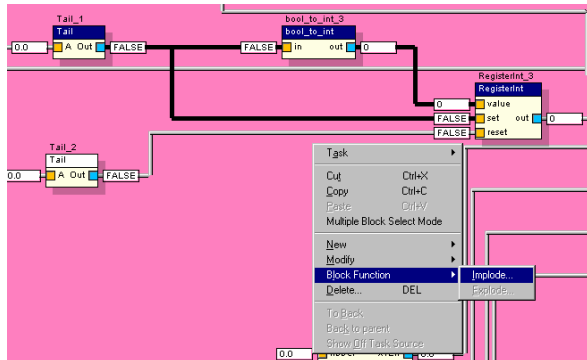 Tail_1
Tail
0.0
A Out
FALSE
bool_to_int_3
bool_to_int
FALSE
in out
0
RegisterInt_3
RegisterInt
0
value
FALSE
set out
0
FALSE
reset
Tail_2
Tail
0.0
A Out
FALSE
Task
Cut Ctrl+X
Copy Ctrl+C
Paste Ctrl+V
Multiple Block Select Mode
New
Modify
Block Function
Implode...
Explode...
Delete... DEL
To Back
Back to parent
Show Off Task Source
0.0
0.0